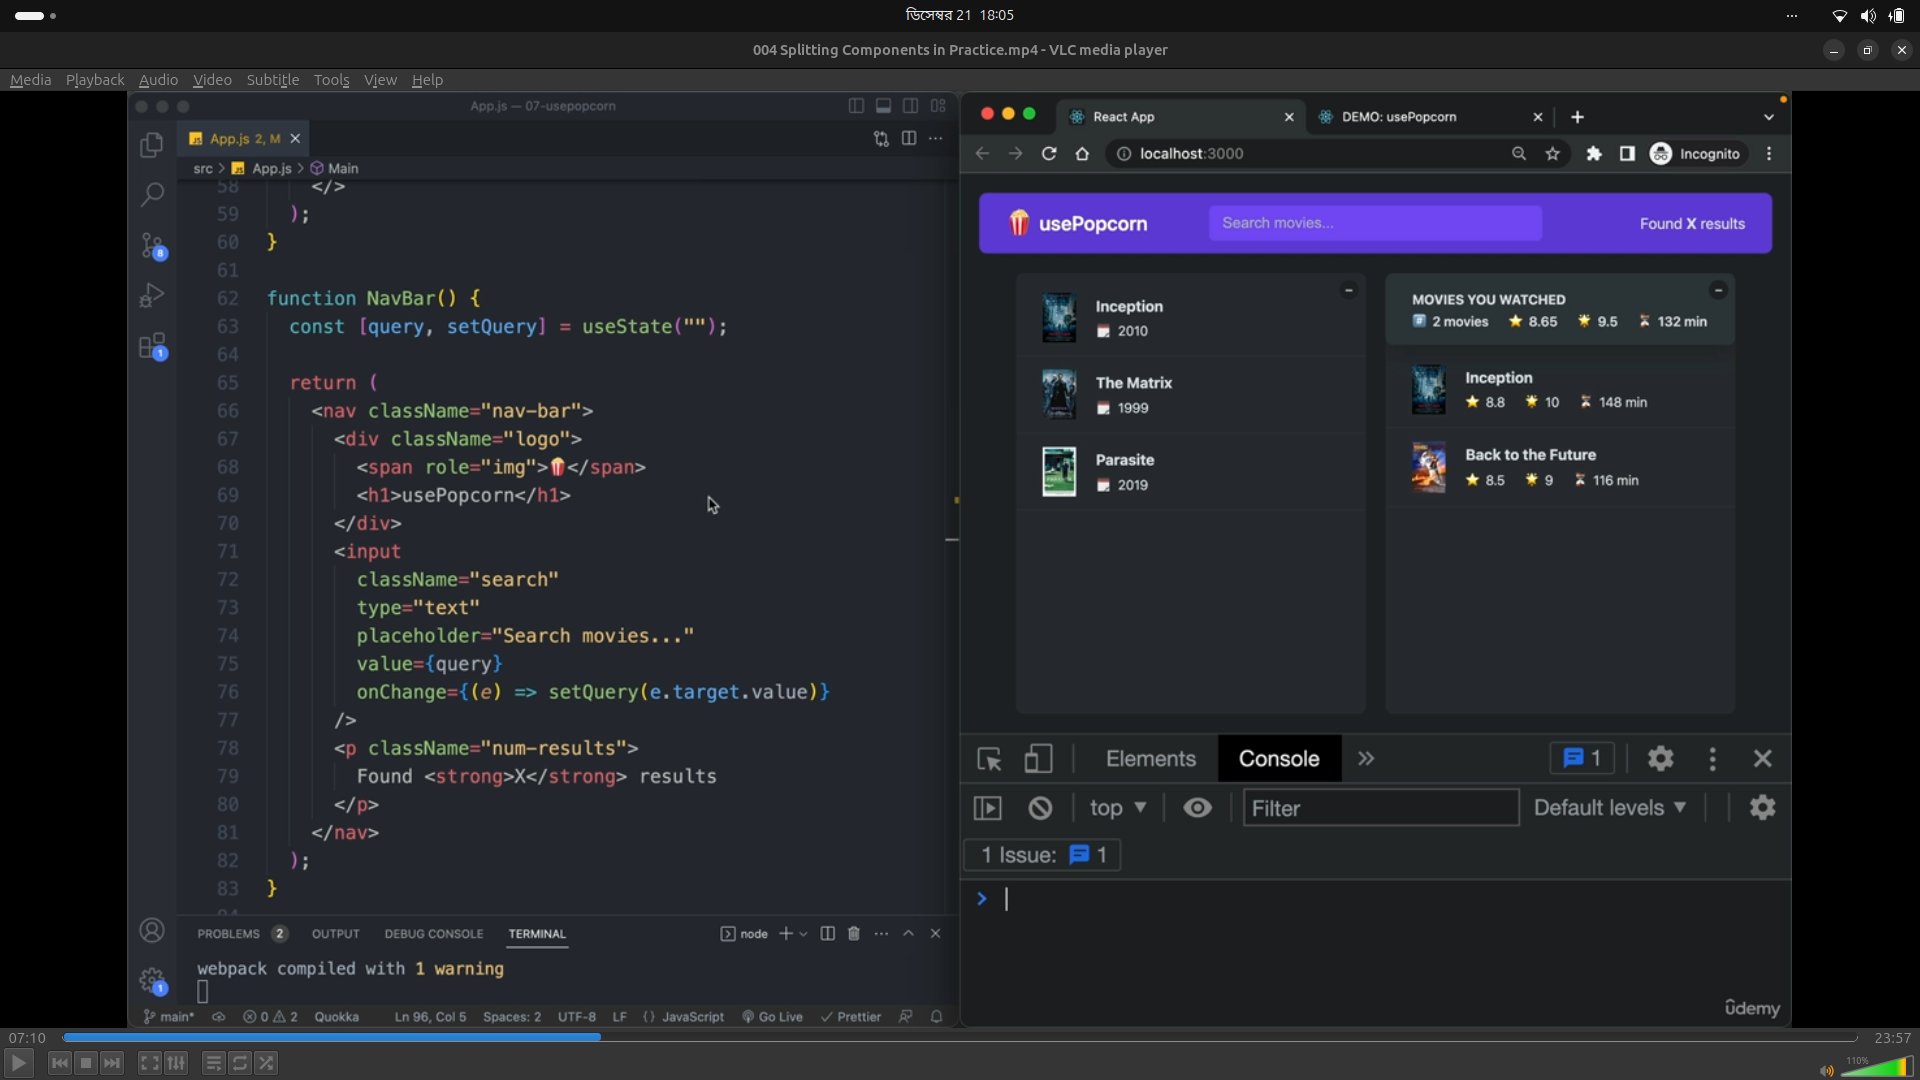 ডিসেম্বর 21 18:05
004 Splitting Components in Practice.mp4 - VLC media player
Media Playback Audio Video Subtitle Tools View Help
App.js — 07-usepopcorn
App.js 2, M
src > App.js > Main
58 </>
59 );
60 }
61
62 function NavBar() {
63 const [query, setQuery] = useState("");
64
65 return (
66 <nav className="nav-bar">
67 <div className="logo">
68 <span role="img">🍿</span>
69 <h1>usePopcorn</h1>
70 </div>
71 <input
72 className="search"
73 type="text"
74 placeholder="Search movies..."
75 value={query}
76 onChange={(e) => setQuery(e.target.value)}
77 />
78 <p className="num-results">
79 Found <strong>X</strong> results
80 </p>
81 </nav>
82 );
83 }
8
1
1
PROBLEMS 2 OUTPUT DEBUG CONSOLE TERMINAL node
webpack compiled with 1 warning
main* 0 2 Quokka Ln 96, Col 5 Spaces: 2 UTF-8 LF {} JavaScript Go Live Prettier
React App DEMO: usePopcorn
localhost:3000 Incognito
🍿 usePopcorn Search movies... Found X results
Inception
2010
The Matrix
1999
Parasite
2019
MOVIES YOU WATCHED
#️⃣ 2 movies ⭐ 8.65 🌟 9.5 ⏳ 132 min
Inception
⭐ 8.8 🌟 10 ⏳ 148 min
Back to the Future
⭐ 8.5 🌟 9 ⏳ 116 min
Elements Console » 1
top Filter Default levels
1 Issue: 1
>
ûdemy
07:10 23:57
110%